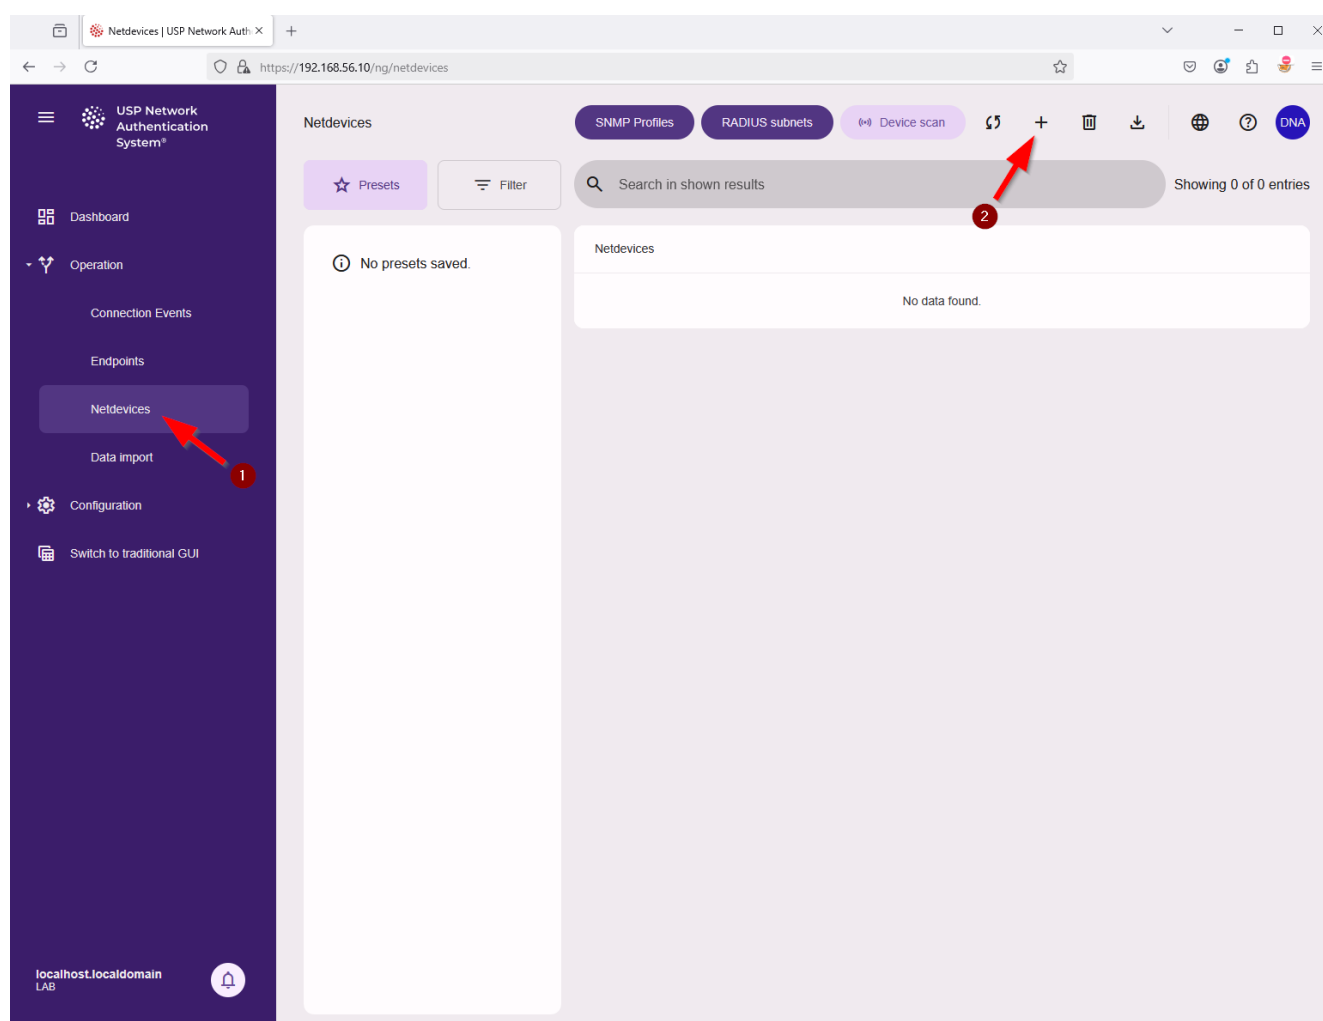 Netdevices | USP Network Auth
https://192.168.56.10/ng/netdevices
USP Network
Authentication
System®
Netdevices
SNMP Profiles
RADIUS subnets
Device scan
DNA
Presets
Filter
Search in shown results
Showing 0 of 0 entries
2
Dashboard
Operation
Connection Events
Endpoints
Netdevices
Data import
1
Configuration
Switch to traditional GUI
No presets saved.
Netdevices
No data found.
localhost.localdomain
LAB